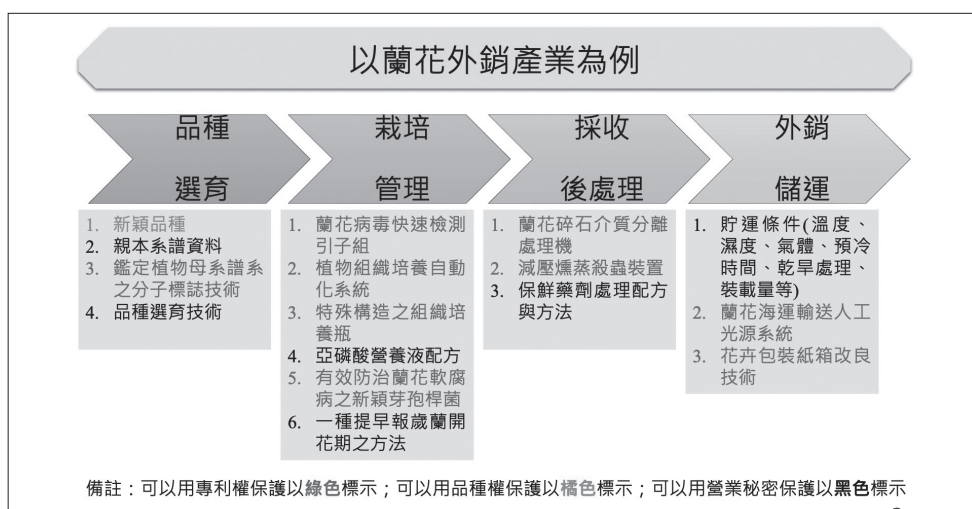 以蘭花外銷產業為例
品種
選育
1. 新穎品種
2. 親本系譜資料
3. 鑑定植物母系譜系
之分子標誌技術
4. 品種選育技術
栽培
管理
1. 蘭花病毒快速檢測
引子組
2. 植物組織培養自動
化系統
3. 特殊構造之組織培
養瓶
4. 亞磷酸營養液配方
5. 有效防治蘭花軟腐
病之新穎芽孢桿菌
6. 一種提早報歲蘭開
花期之方法
採收
後處理
1. 蘭花碎石介質分離
處理機
2. 減壓燻蒸殺蟲裝置
3. 保鮮藥劑處理配方
與方法
外銷
儲運
1. 貯運條件(溫度、
濕度、氣體、預冷
時間、乾旱處理、
裝載量等)
2. 蘭花海運輸送人工
光源系統
3. 花卉包裝紙箱改良
技術
備註：可以用專利權保護以綠色標示；可以用品種權保護以橘色標示；可以用營業秘密保護以黑色標示